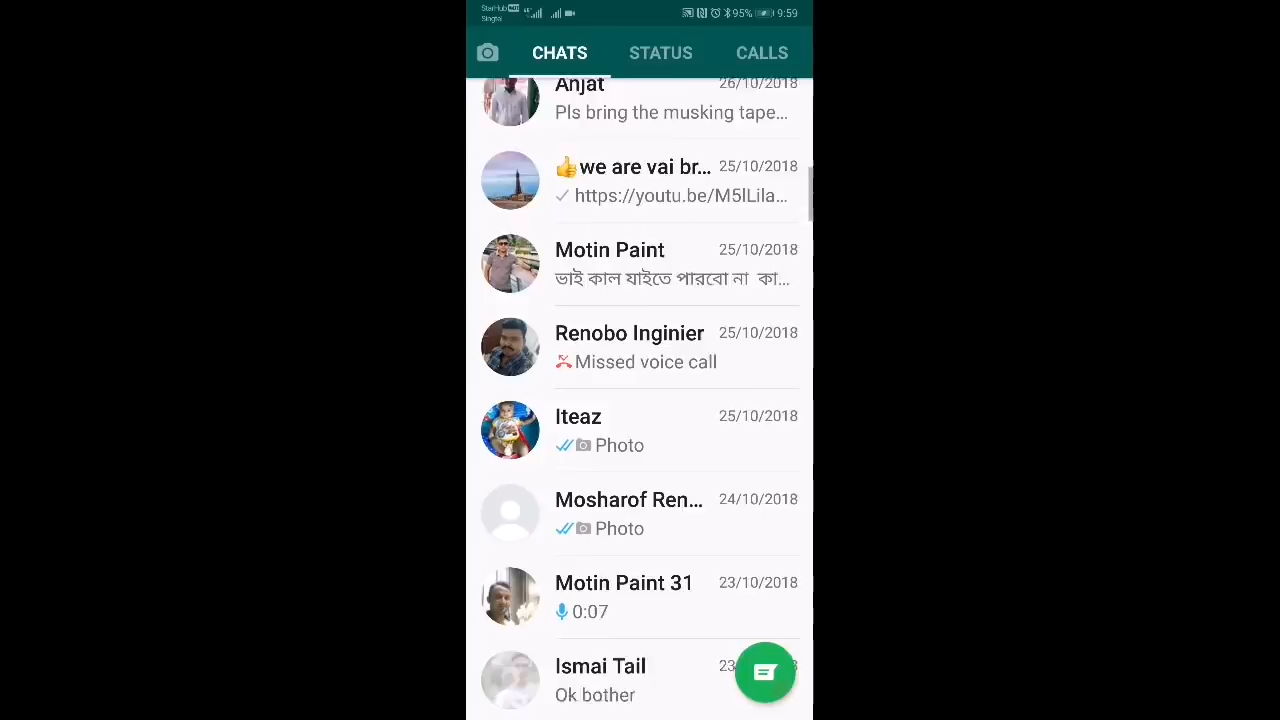 StarHub
Singtel
95% 9:59
CHATS STATUS CALLS
Anjat 26/10/2018
Pls bring the musking tape...
👍we are vai br... 25/10/2018
https://youtu.be/M5lLila...
Motin Paint 25/10/2018
ভাই কাল যাইতে পারবো না কা...
Renobo Inginier 25/10/2018
Missed voice call
Iteaz 25/10/2018
Photo
Mosharof Ren... 24/10/2018
Photo
Motin Paint 31 23/10/2018
0:07
Ismai Tail
Ok bother